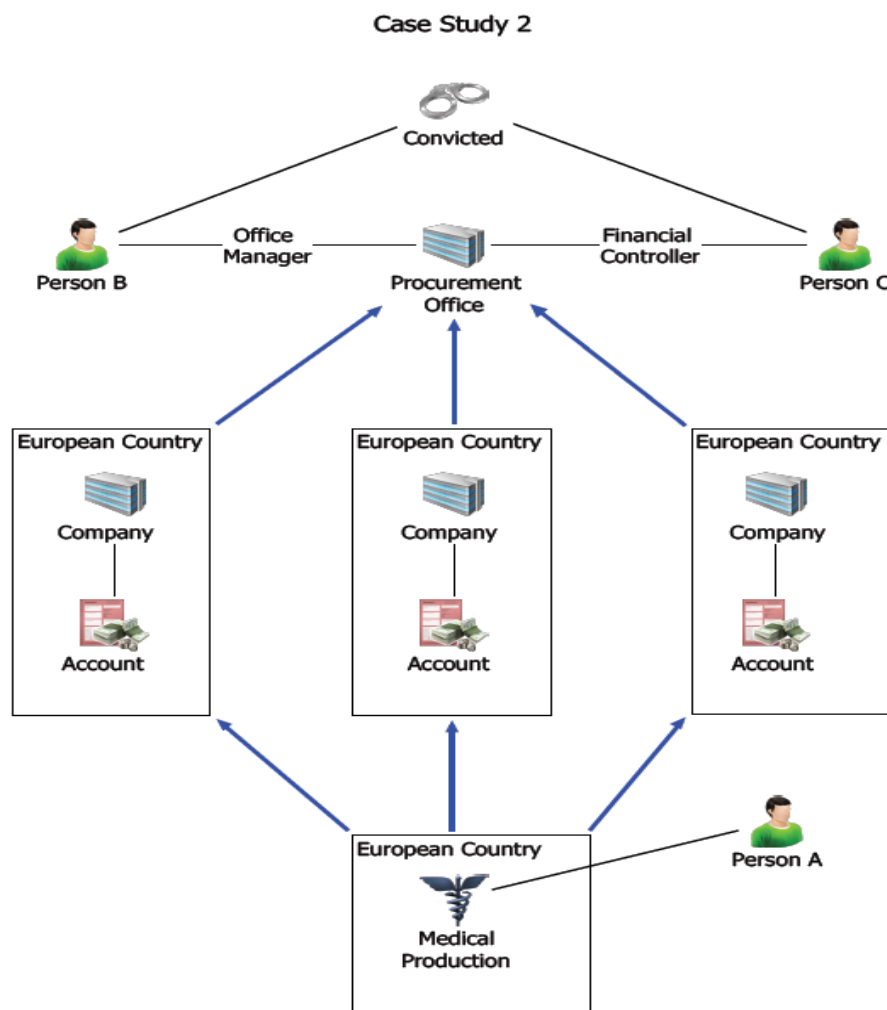 Case Study 2
Convicted
Office
Manager
Financial
Controller
Person B
Procurement
Office
Person C
European Country
European Country
European Country
Company
Company
Company
Account
Account
Account
European Country
Person A
Medical
Production